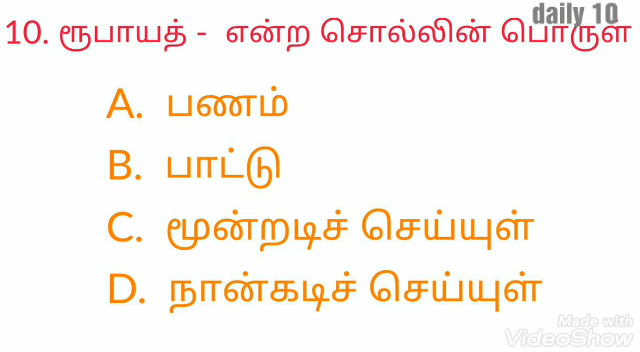 daily 10
10. ரூபாயத் - என்ற சொல்லின் பொருள்
A. பணம்
B. பாட்டு
C. மூன்றடிச் செய்யுள்
D. நான்கடிச் செய்யுள்
Made with
VideoShow